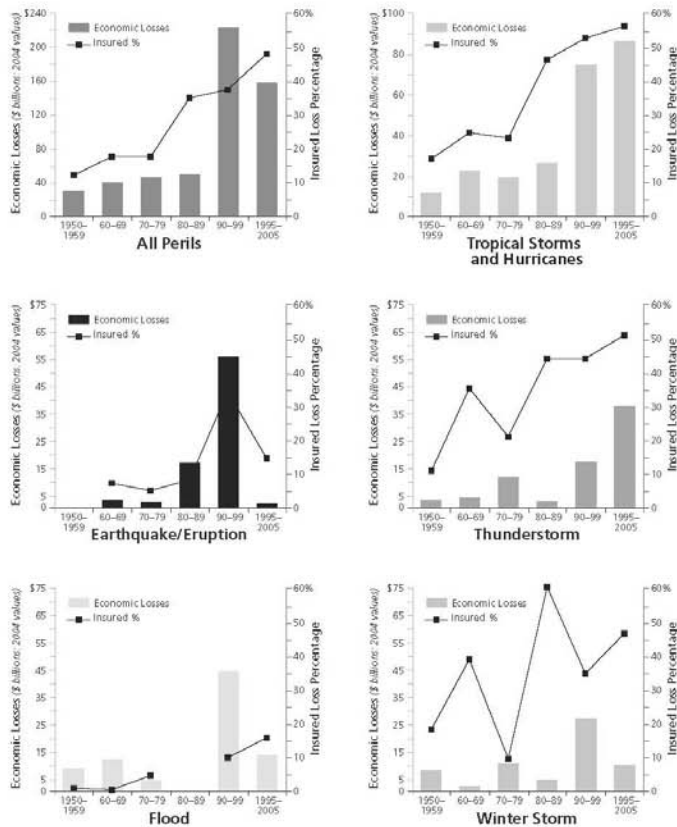 Economic Losses ($ billions: 2004 values)
$240
200
160
120
80
40
0
Economic Losses
Insured %
60%
50
40
30
20
10
0
Insured Loss Percentage
1950– 60–69 70–79 80–89 90–99 1995–
1959 2005
All Perils
Economic Losses ($ billions: 2004 values)
$100
80
60
40
20
0
Economic Losses
Insured %
60%
50
40
30
20
10
0
Insured Loss Percentage
1950– 60–69 70–79 80–89 90–99 1995–
1959 2005
Tropical Storms
and Hurricanes
Economic Losses ($ billions: 2004 values)
$75
65
55
45
35
25
15
5
0
Economic Losses
Insured %
60%
50
40
30
20
10
0
Insured Loss Percentage
1950– 60–69 70–79 80–89 90–99 1995–
1959 2005
Earthquake/Eruption
Economic Losses ($ billions: 2004 values)
$75
65
55
45
35
25
15
5
0
Economic Losses
Insured %
60%
50
40
30
20
10
0
Insured Loss Percentage
1950– 60–69 70–79 80–89 90–99 1995–
1959 2005
Thunderstorm
Economic Losses ($ billions: 2004 values)
$75
65
55
45
35
25
15
5
0
Economic Losses
Insured %
60%
50
40
30
20
10
0
Insured Loss Percentage
1950– 60–69 70–79 80–89 90–99 1995–
1959 2005
Flood
Economic Losses ($ billions: 2004 values)
$75
65
55
45
35
25
15
5
0
Economic Losses
Insured %
60%
50
40
30
20
10
0
Insured Loss Percentage
1950– 60–69 70–79 80–89 90–99 1995–
1959 2005
Winter Storm